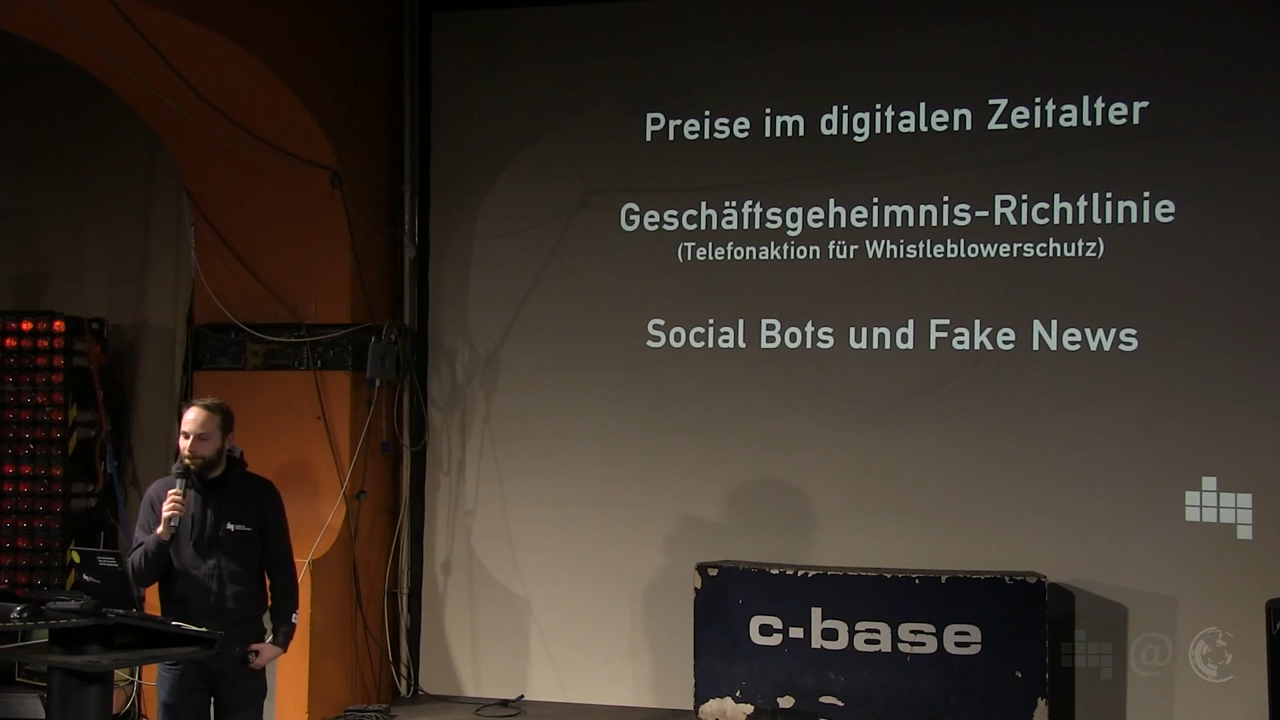 Preise im digitalen Zeitalter
Geschäftsgeheimnis-Richtlinie
(Telefonaktion für Whistleblowerschutz)
Social Bots und Fake News
c-base
@